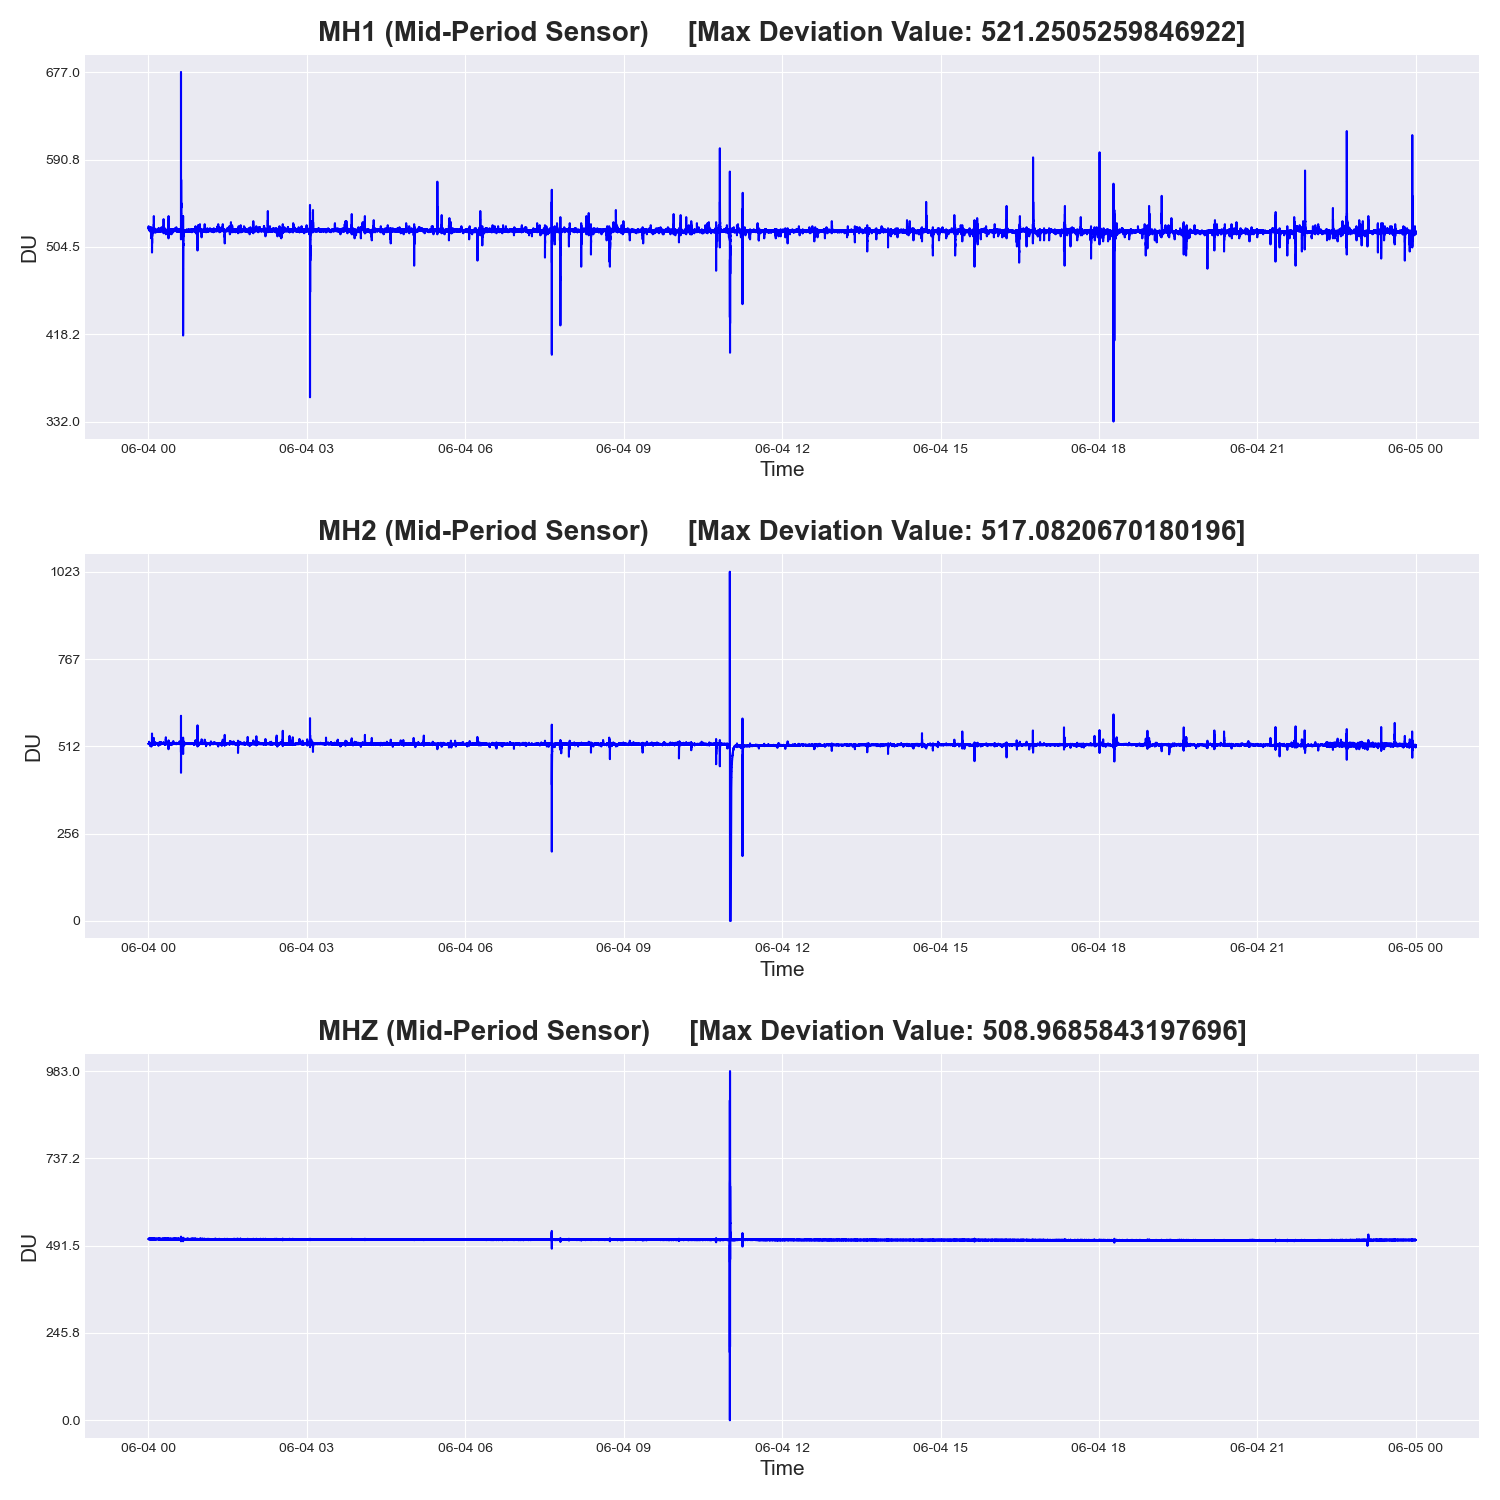 MH1 (Mid-Period Sensor) [Max Deviation Value: 521.2505259846922]
677.0
590.8
504.5
418.2
332.0
DU
06-04 00 06-04 03 06-04 06 06-04 09 06-04 12 06-04 15 06-04 18 06-04 21 06-05 00
Time
MH2 (Mid-Period Sensor) [Max Deviation Value: 517.0820670180196]
1023
767
512
256
0
DU
06-04 00 06-04 03 06-04 06 06-04 09 06-04 12 06-04 15 06-04 18 06-04 21 06-05 00
Time
MHZ (Mid-Period Sensor) [Max Deviation Value: 508.9685843197696]
983.0
737.2
491.5
245.8
0.0
DU
06-04 00 06-04 03 06-04 06 06-04 09 06-04 12 06-04 15 06-04 18 06-04 21 06-05 00
Time